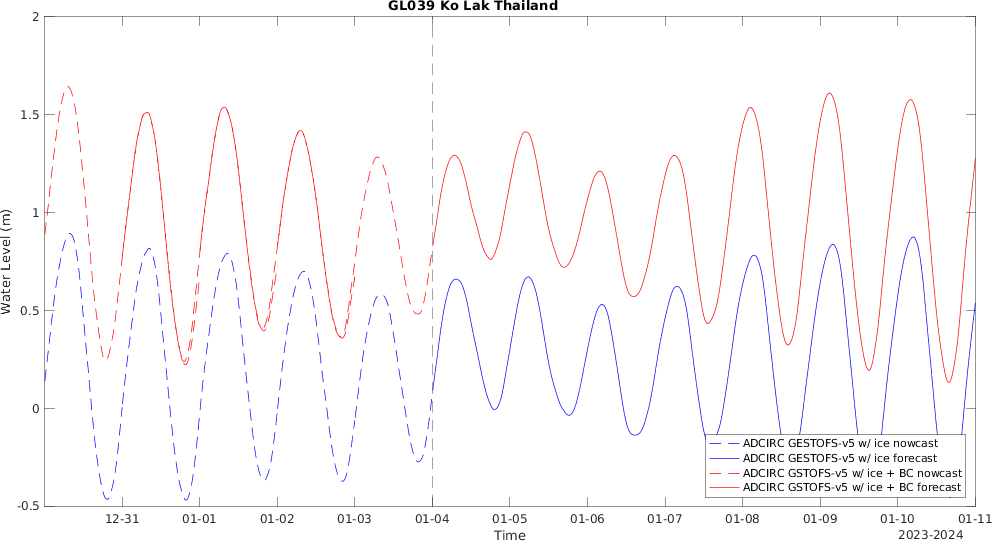 GL039 Ko Lak Thailand
2
1.5
1
0.5
0
-0.5
Water Level (m)
12-31 01-01 01-02 01-03 01-04 01-05 01-06 01-07 01-08 01-09 01-10 01-11
Time
2023-2024
ADCIRC GESTOFS-v5 w/ ice nowcast
ADCIRC GESTOFS-v5 w/ ice forecast
ADCIRC GSTOFS-v5 w/ ice + BC nowcast
ADCIRC GSTOFS-v5 w/ ice + BC forecast